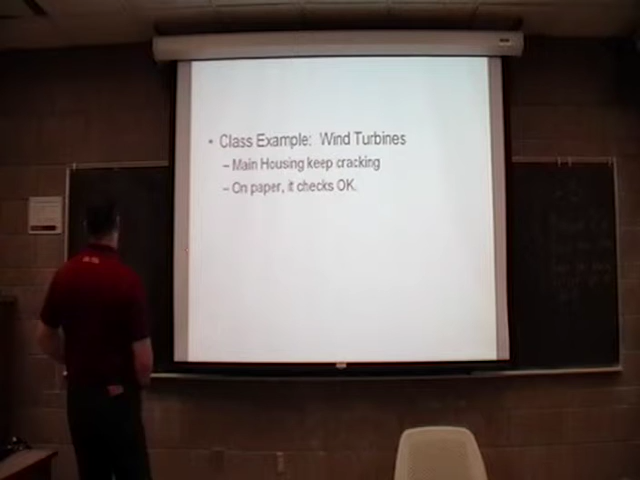 • Class Example: Wind Turbines
– Main Housing keep cracking
– On paper, it checks OK.